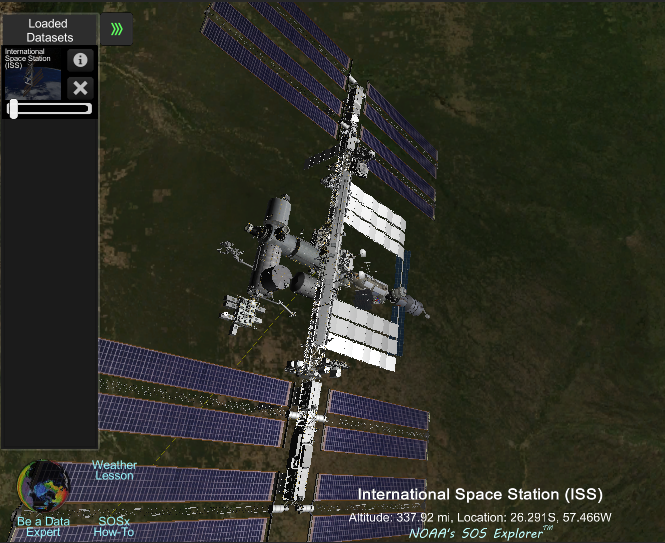 Loaded
Datasets
International
Space Station
(ISS)
Weather
Lesson
Be a Data
Expert
SOSx
How-To
International Space Station (ISS)
Altitude: 337.92 mi, Location: 26.291S, 57.466W
NOAA's SOS Explorer™